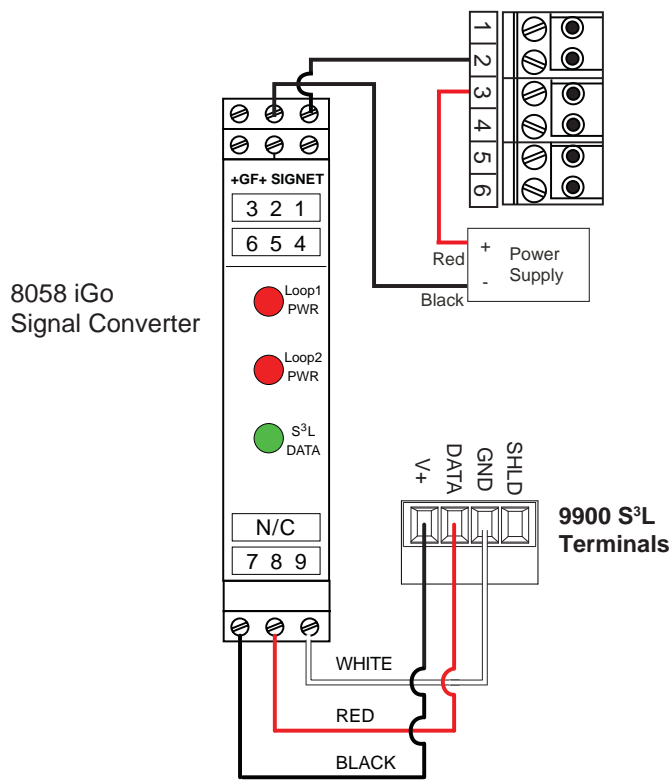 1
2
3
4
5
6
+GF+ SIGNET
3 2 1
6 5 4
Red
+
Power
Supply
-
Black
8058 iGo
Signal Converter
Loop1
PWR
Loop2
PWR
S³L
DATA
V+
DATA
GND
SHLD
9900 S³L
Terminals
N/C
7 8 9
WHITE
RED
BLACK